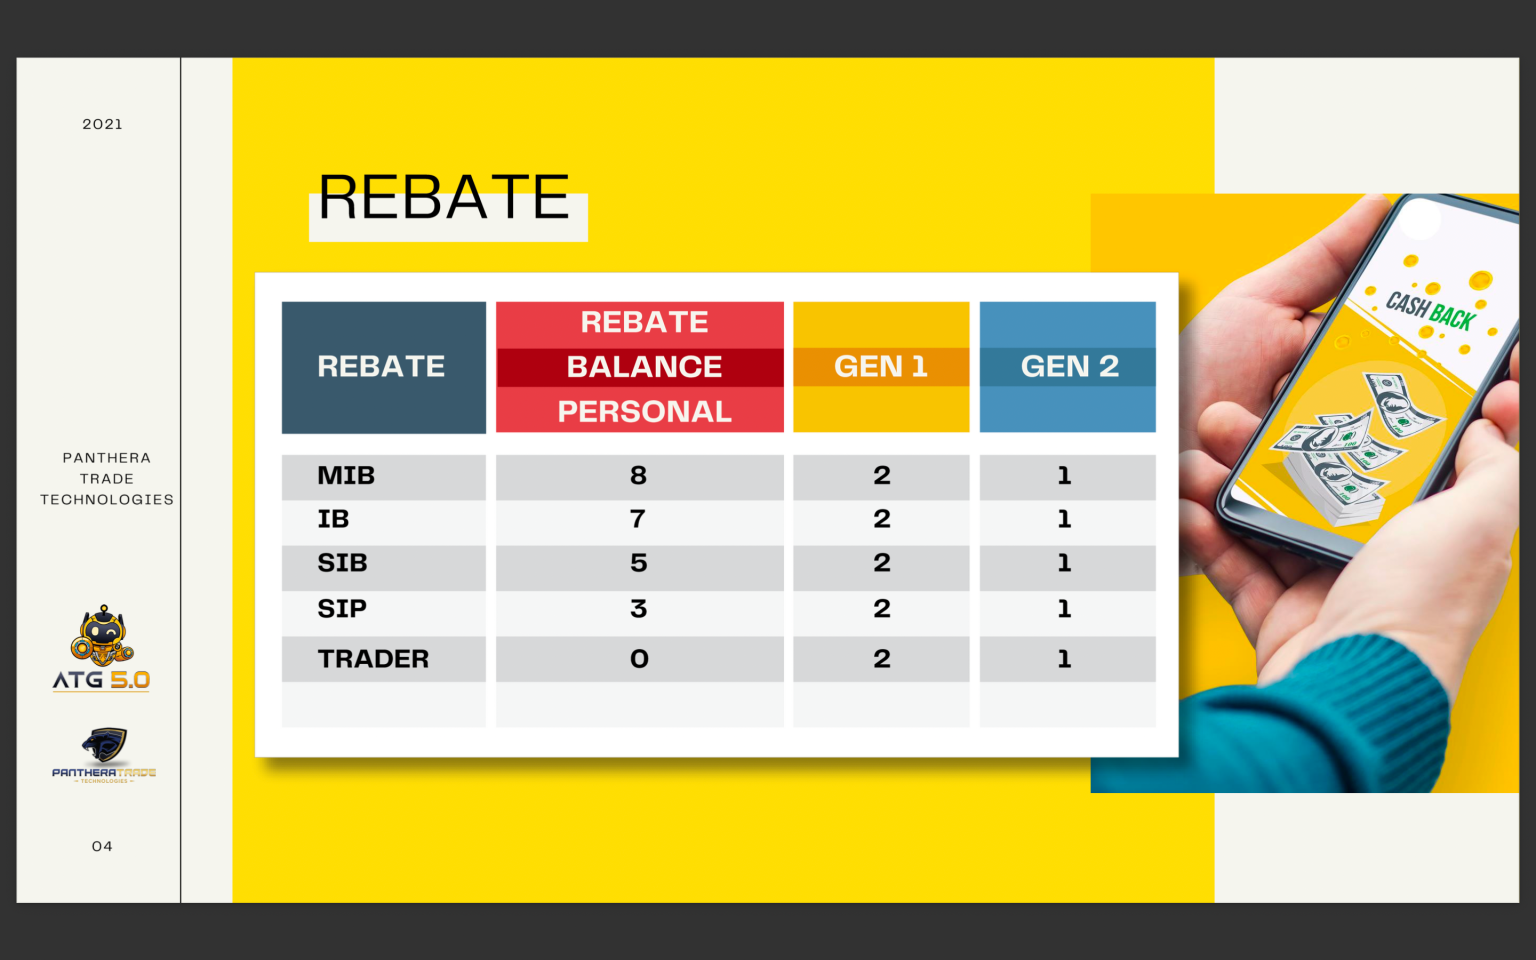 2021
PANTHERA
TRADE
TECHNOLOGIES
ATG 5.0
PANTHERATRADE
TECHNOLOGIES
04
REBATE
REBATE
REBATE
BALANCE
PERSONAL
GEN 1
GEN 2
MIB 8 2 1
IB 7 2 1
SIB 5 2 1
SIP 3 2 1
TRADER 0 2 1
CASH BACK